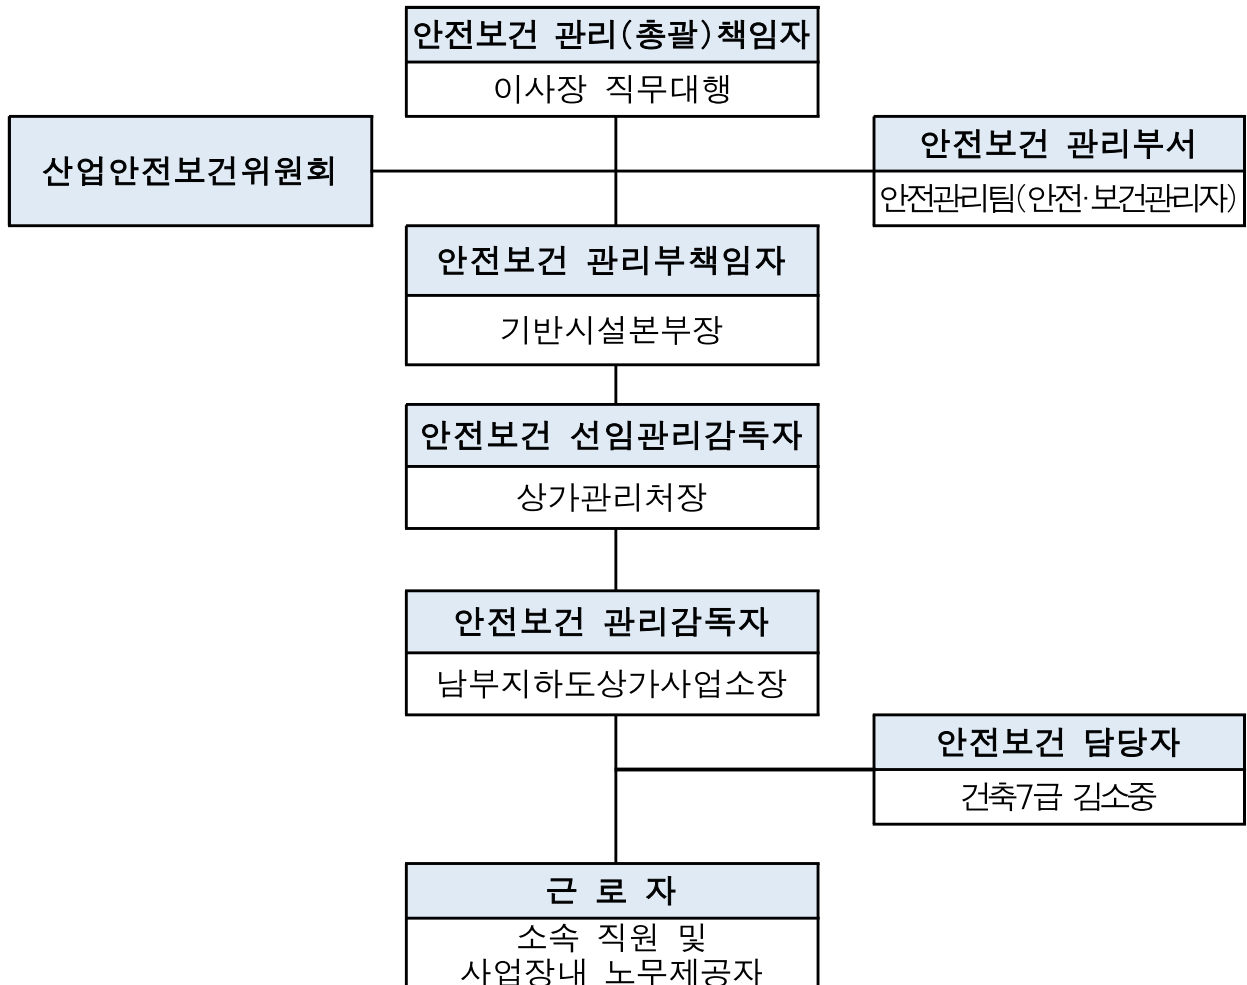 안전보건 관리(총괄)책임자
이사장 직무대행
산업안전보건위원회
안전보건 관리부서
안전관리팀(안전·보건관리자)
안전보건 관리부책임자
기반시설본부장
안전보건 선임관리감독자
상가관리처장
안전보건 관리감독자
남부지하도상가사업소장
안전보건 담당자
건축7급 김소중
근 로 자
소속 직원 및
사업장내 노무제공자